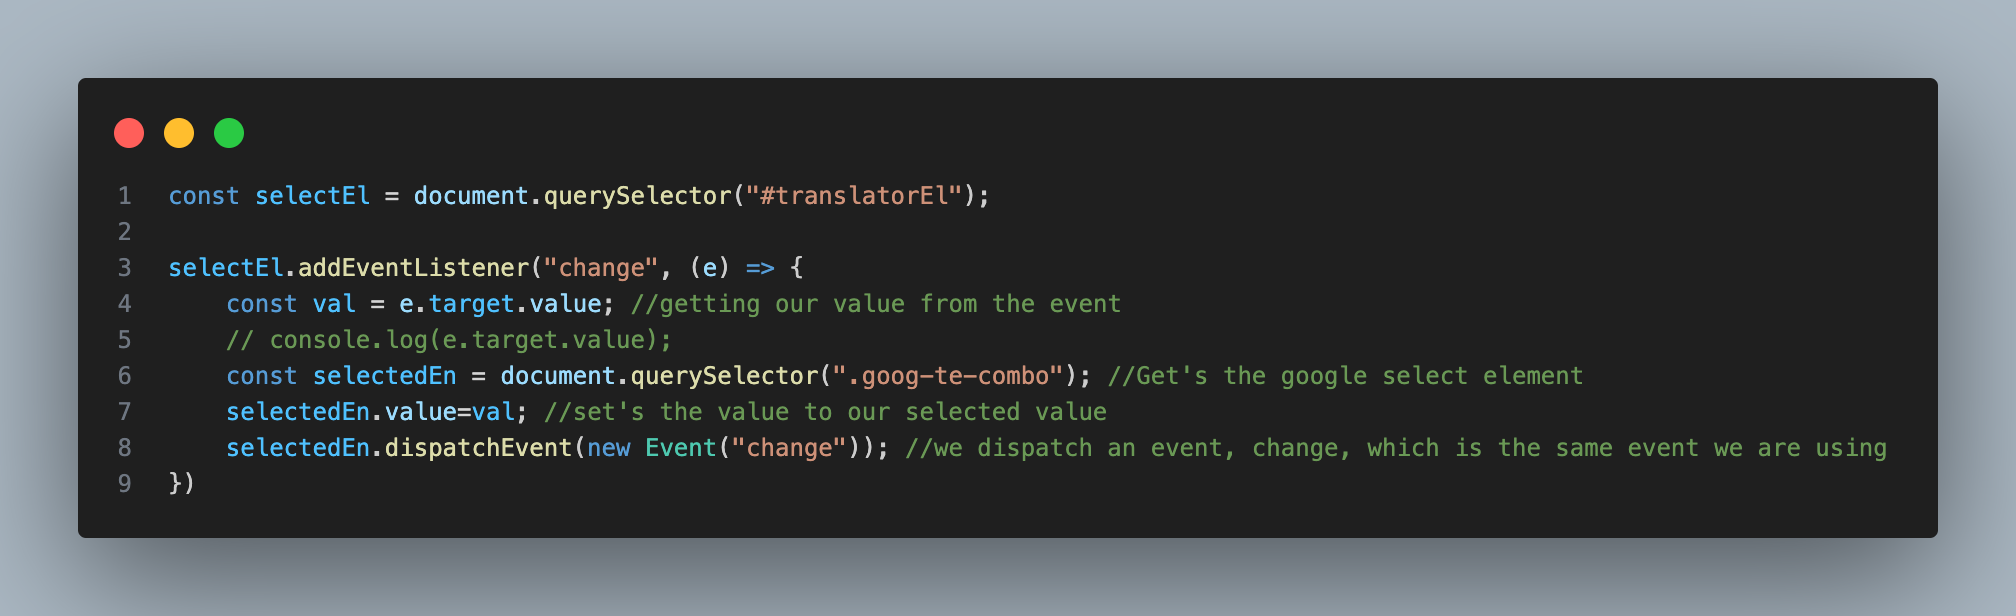 1 const selectEl = document.querySelector("#translatorEl");
2
3 selectEl.addEventListener("change", (e) => {
4     const val = e.target.value; //getting our value from the event
5     // console.log(e.target.value);
6     const selectedEn = document.querySelector(".goog-te-combo"); //Get's the google select element
7     selectedEn.value=val; //set's the value to our selected value
8     selectedEn.dispatchEvent(new Event("change")); //we dispatch an event, change, which is the same event we are using
9 })